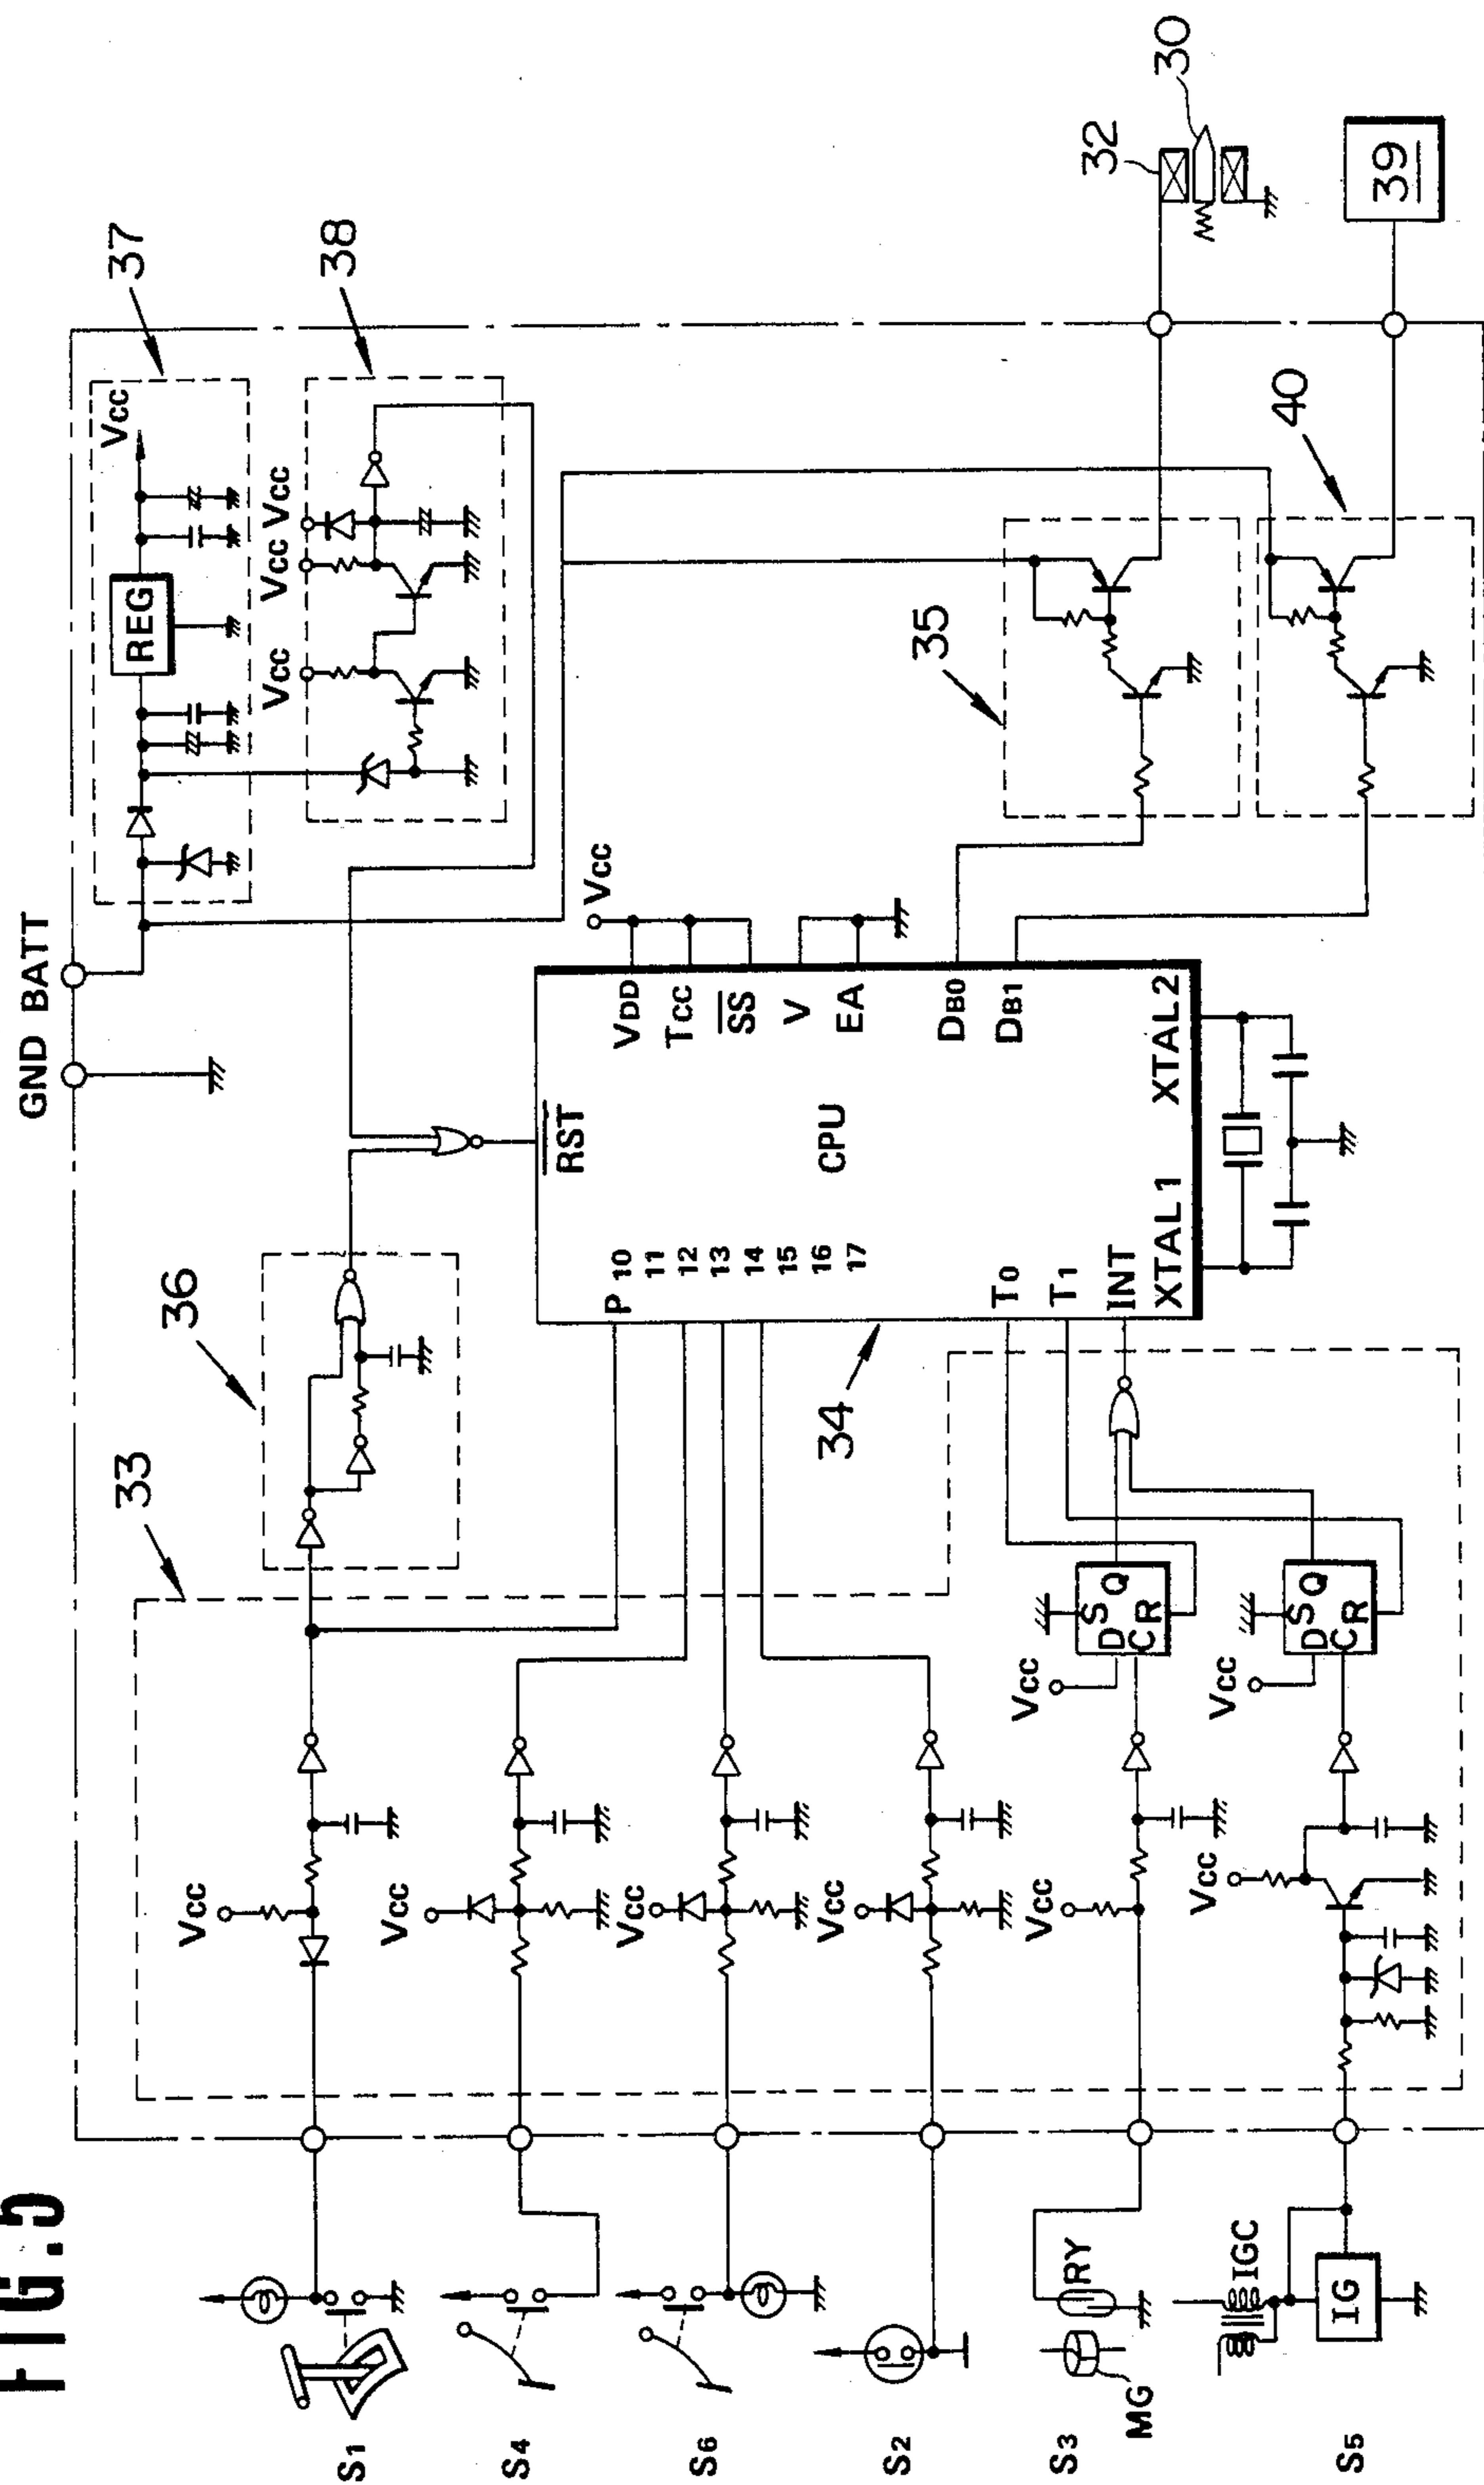 FIG.5
GND BATT
37
VCC
REG
38
VCC
VCC
VCC
36
33
RST
VDD
TCC
SS
V
EA
DB0
DB1
CPU
P 10
11
12
13
14
15
16
17
T0
T1
INT
XTAL1
XTAL2
VCC
34
35
40
32
30
39
S1
VCC
S4
VCC
S6
VCC
S2
VCC
S3
MG
RY
VCC
VCC
S
D
Q
C
R
S5
IG
IGC
VCC
VCC
S
D
Q
C
R